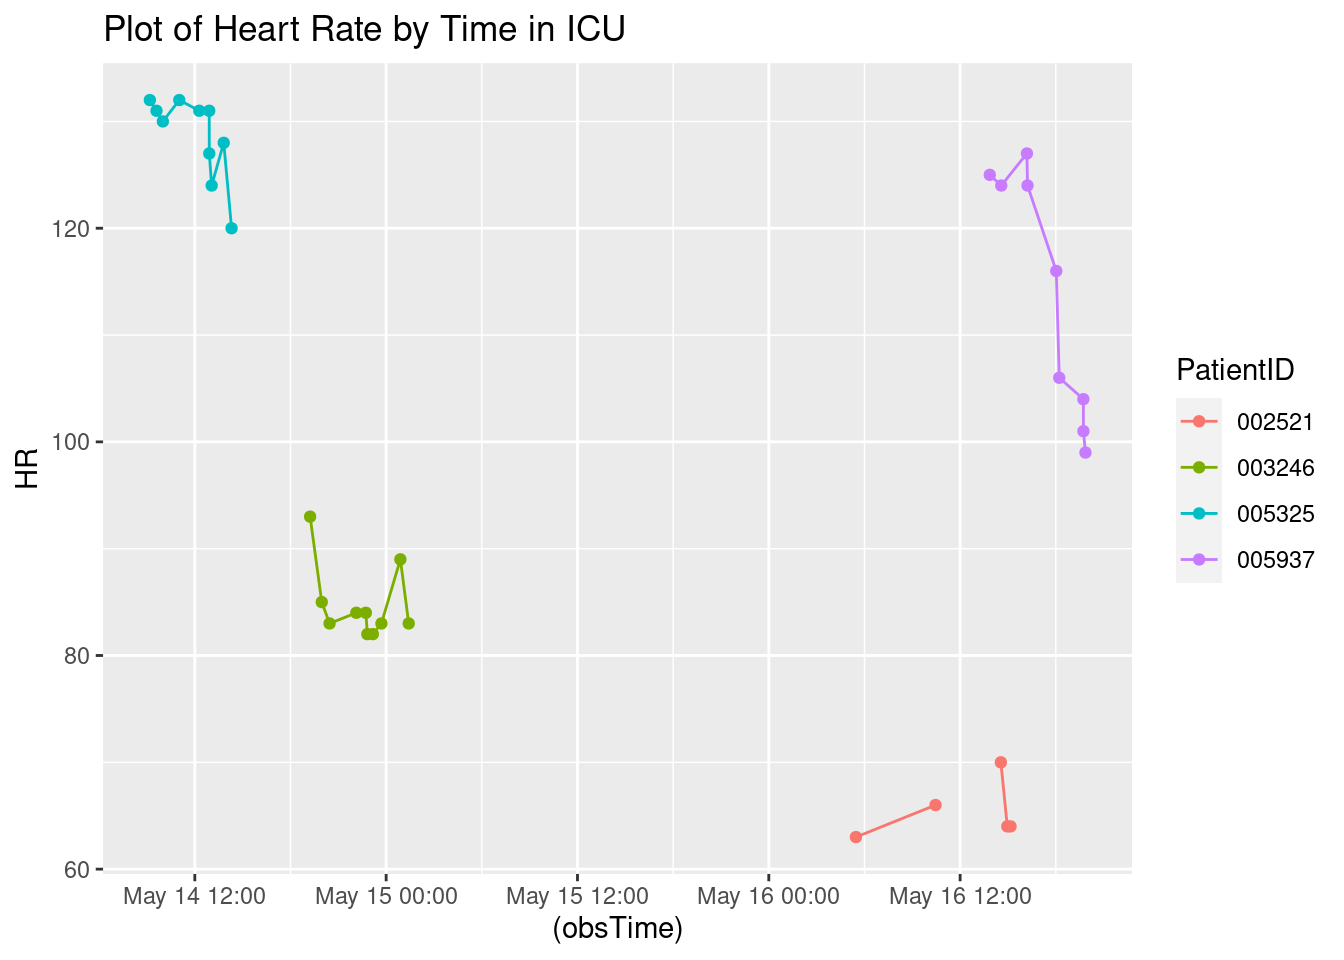 Plot of Heart Rate by Time in ICU
HR
120
100
80
60
May 14 12:00
May 15 00:00
May 15 12:00
May 16 00:00
May 16 12:00
(obsTime)
PatientID
002521
003246
005325
005937